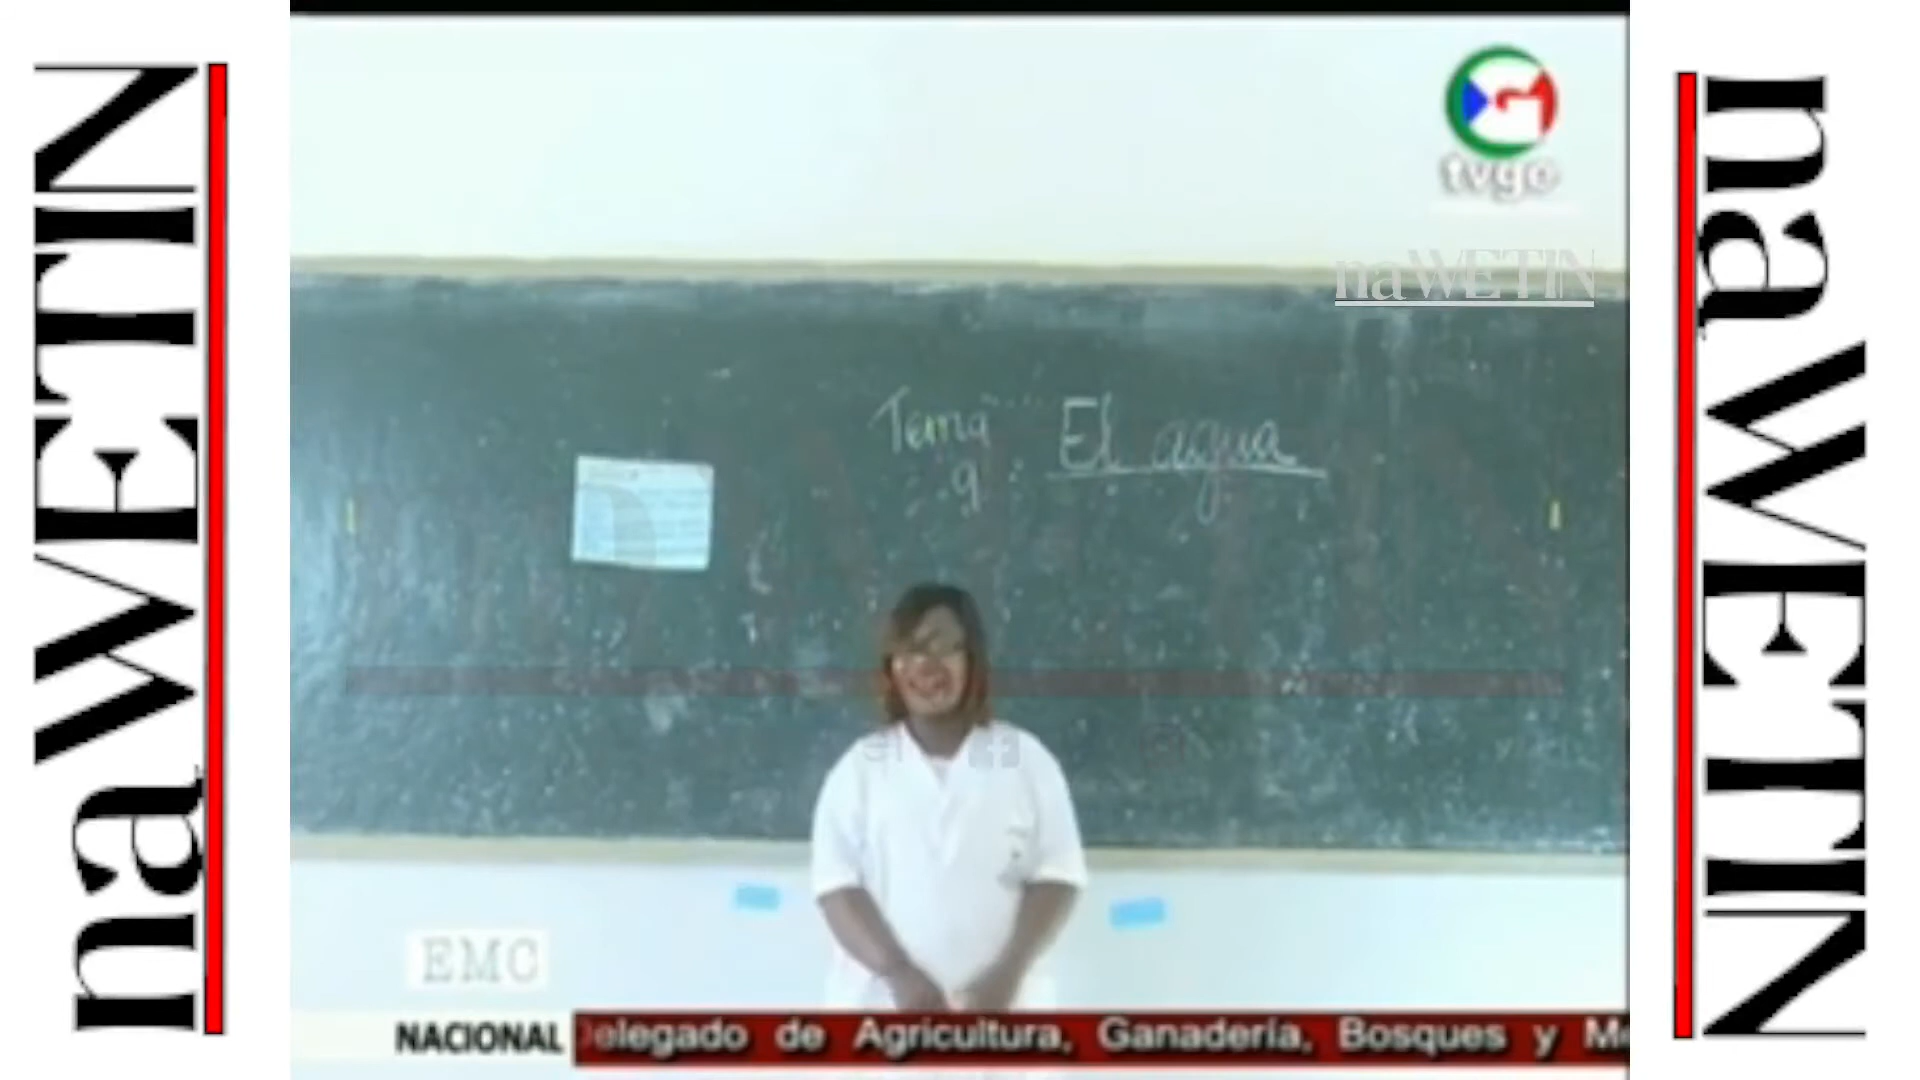 naWETIN
tvge
naWETIN
Tema El agua
9
EMC
NACIONAL elegado de Agricultura, Ganadería, Bosques y M
naWETIN